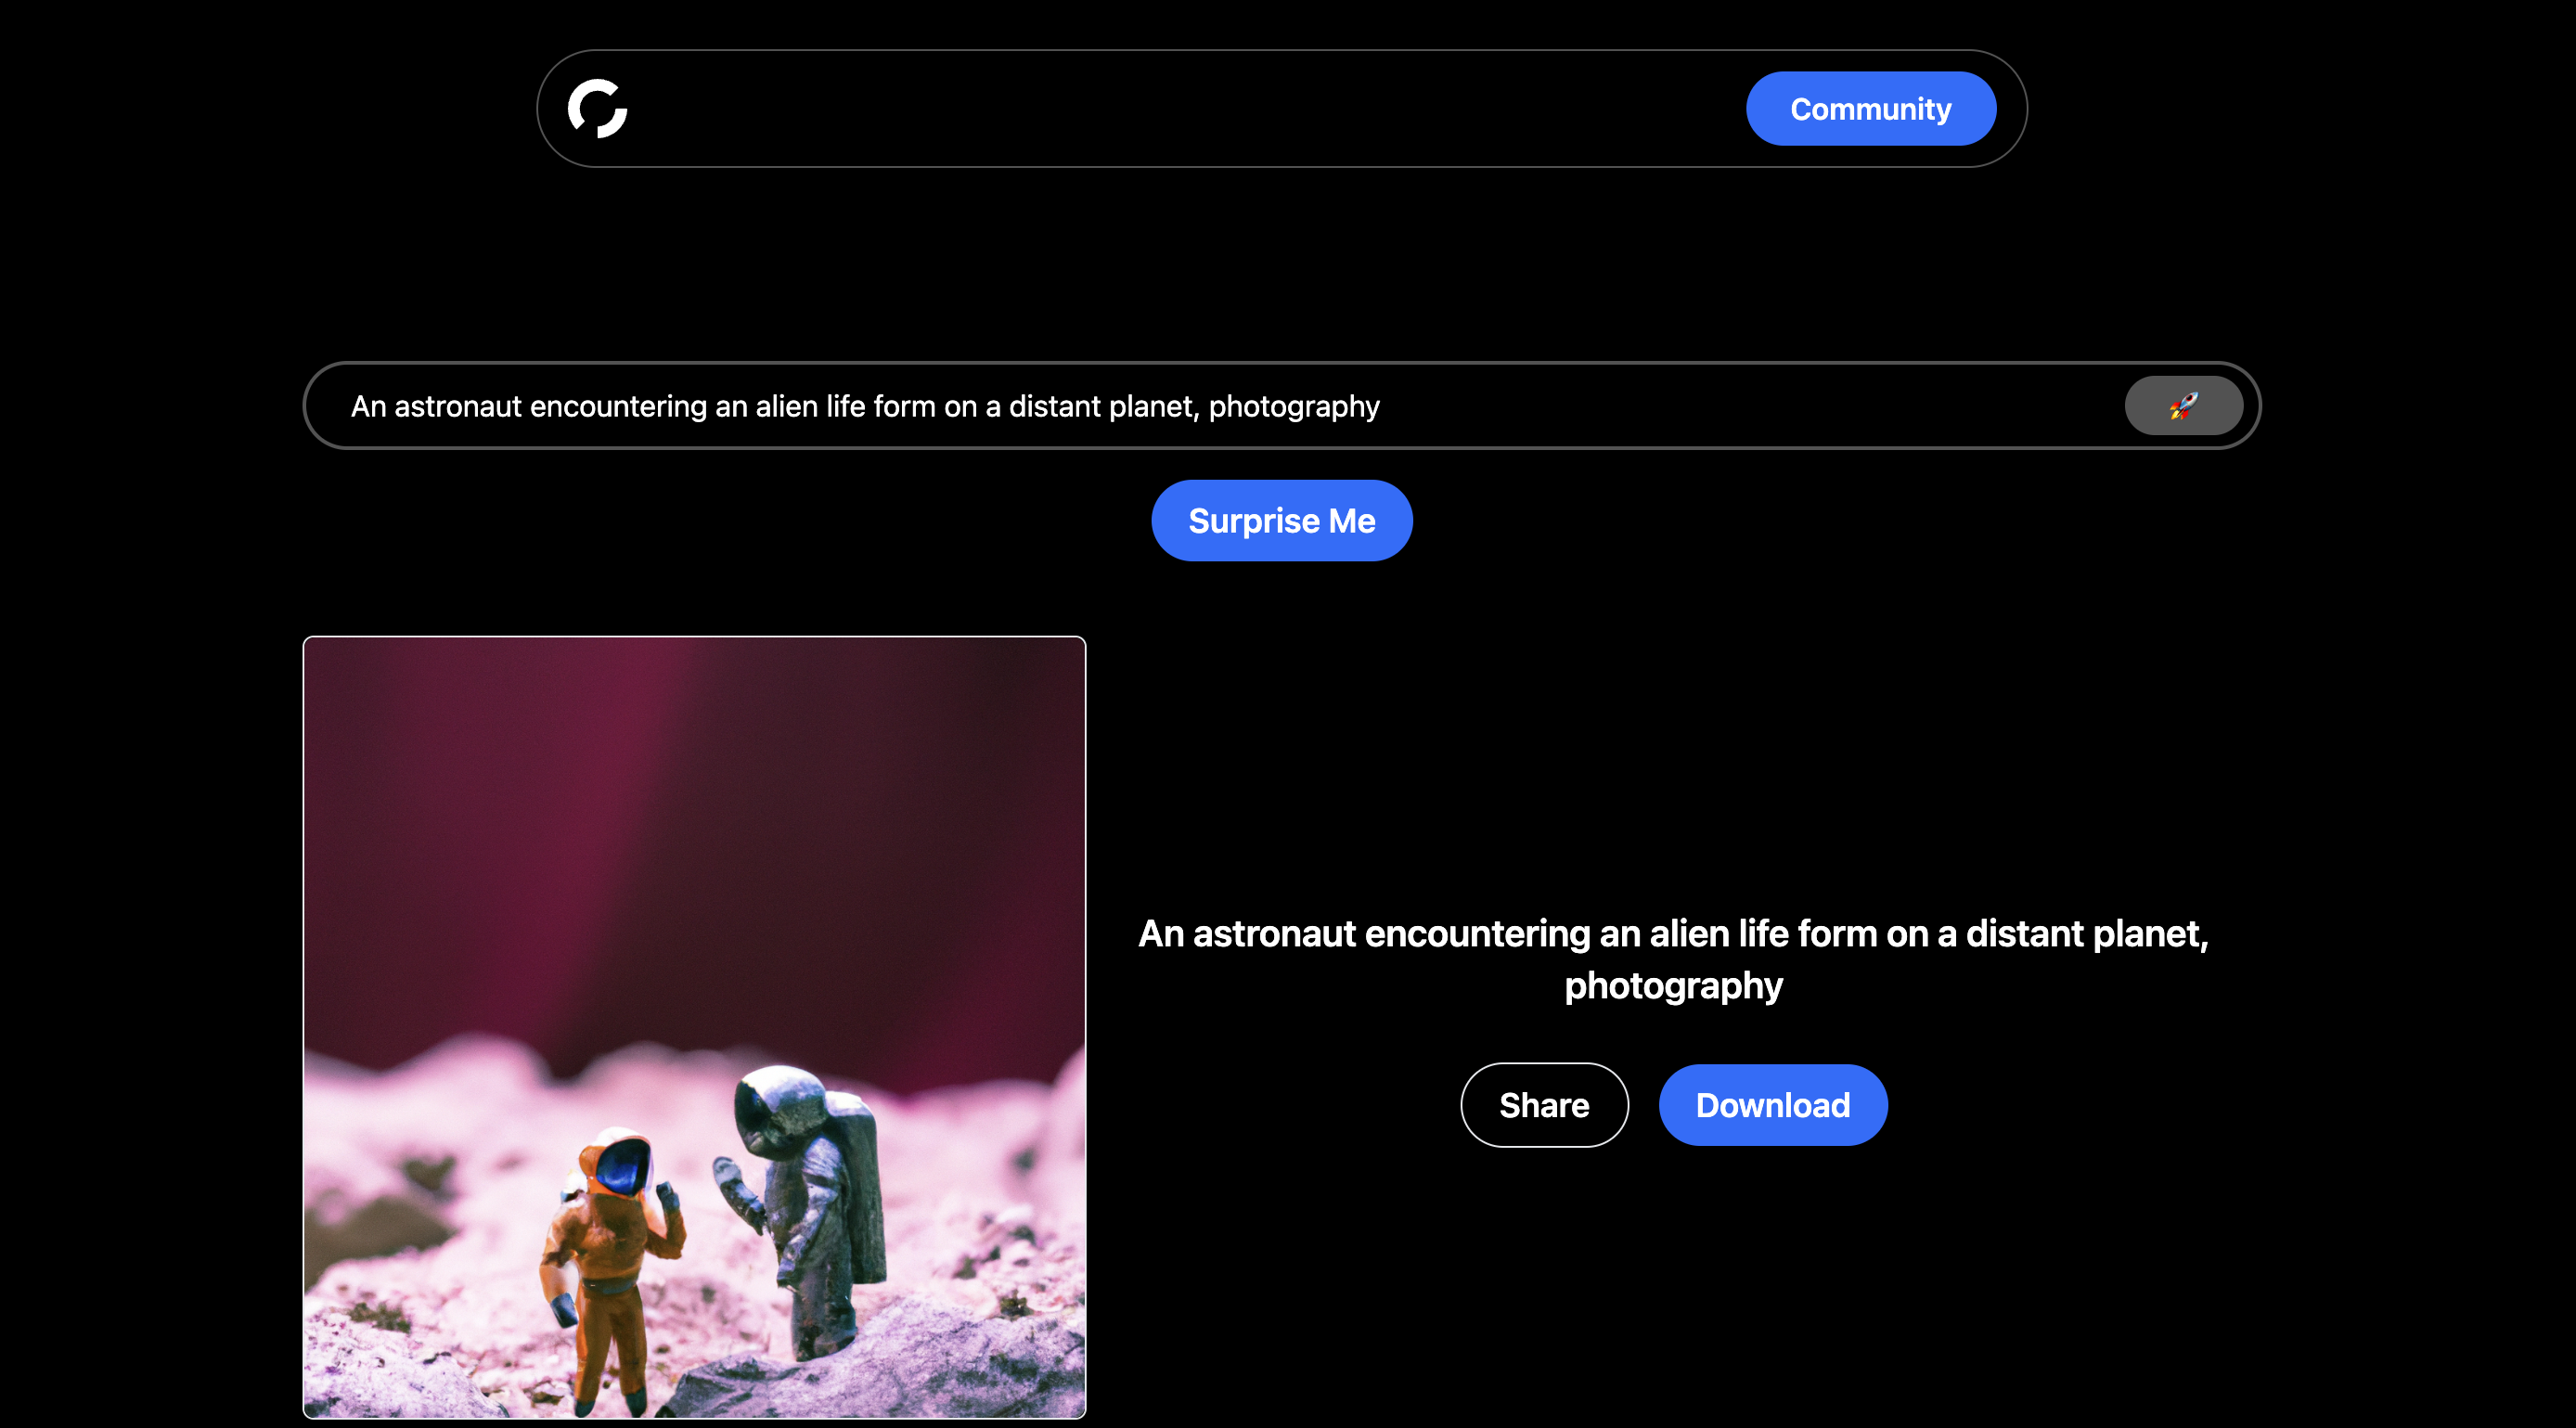 Community
An astronaut encountering an alien life form on a distant planet, photography
Surprise Me
An astronaut encountering an alien life form on a distant planet,
photography
Share
Download